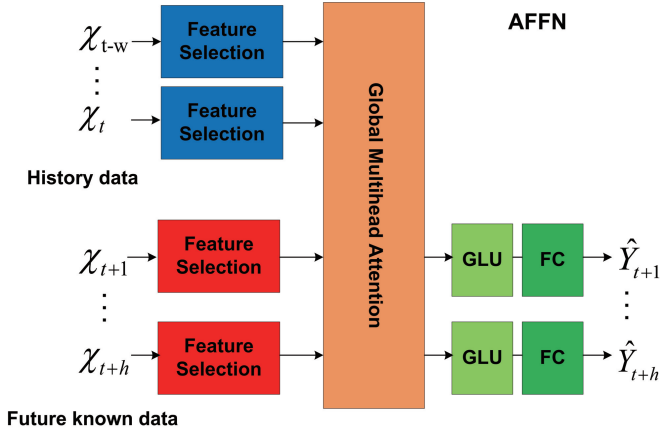 AFFN
χt-w
Feature
Selection
⋮
χt
Feature
Selection
History data
Global Multihead Attention
χt+1
Feature
Selection
GLU
FC
Ŷt+1
⋮
⋮
χt+h
Feature
Selection
GLU
FC
Ŷt+h
Future known data